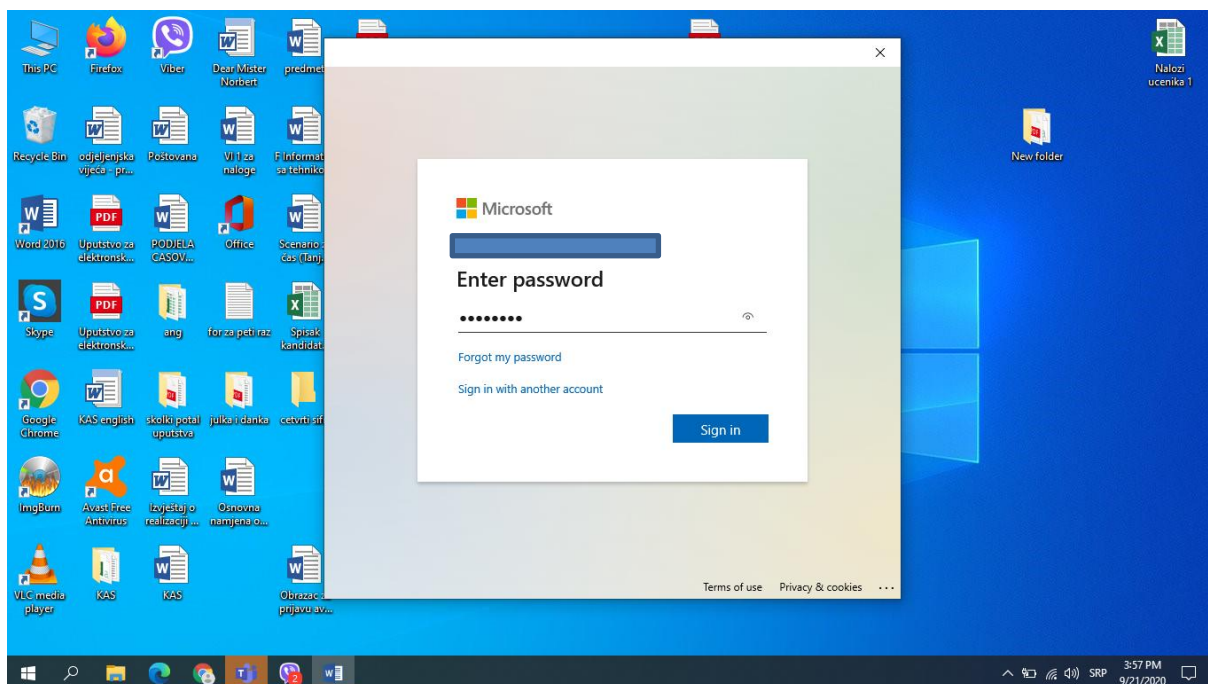 This PC
Firefox
Viber
Dear Mister
Norbert
predmet
Nalozi
ucenika 1
Recycle Bin
odjeljenjska
vijeća - pr...
Poštovana
VI 1 za
naloge
F Informat
sa tehniko
New folder
Word 2016
PDF
Uputstvo za
elektronsk...
PODJELA
CASOV...
Office
Scenario z
čas (Tanj.
Skype
PDF
Uputstvo za
elektronsk...
ang
for za peti raz
Spisak
kandidat.
Google
Chrome
KAS english
skolki potal
uputstva
julka i danka
cetvrti sif
ImgBurn
Avast Free
Antivirus
Izvještaj o
realizaciji ...
Osnovna
namjena o...
VLC media
player
KAS
KAS
Obrazac z
prijavu av...
Microsoft
Enter password
••••••••
Forgot my password
Sign in with another account
Sign in
Terms of use Privacy & cookies ...
SRP
3:57 PM
9/21/2020